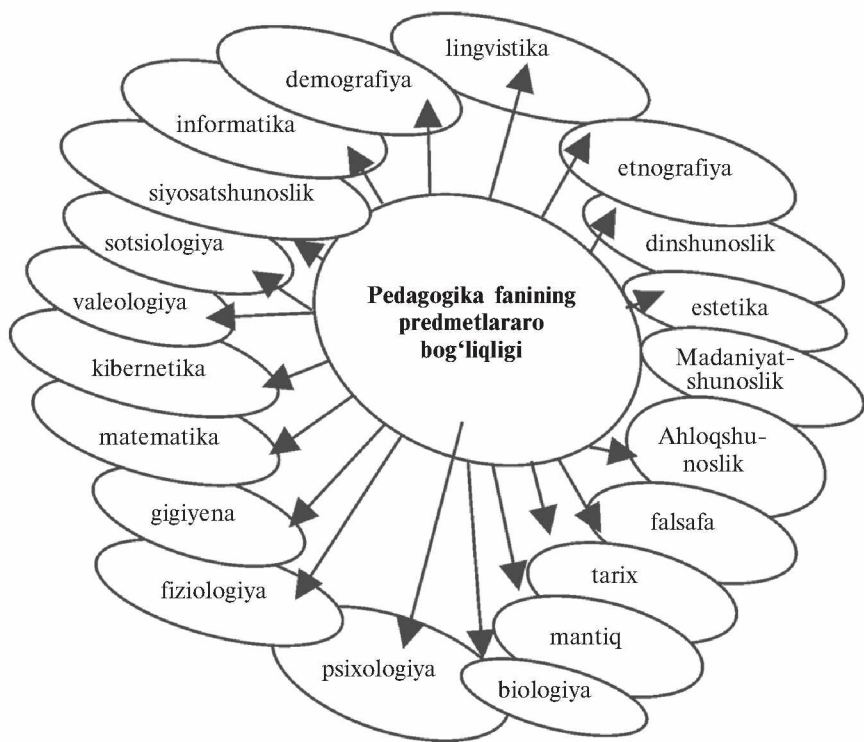 lingvistika
demografiya
informatika
siyosatshunoslik
sotsiologiya
valeologiya
kibernetika
matematika
gigiyena
fiziologiya
psixologiya
biologiya
mantiq
tarix
falsafa
Ahloqshu-
noslik
Madaniyat-
shunoslik
estetika
dinshunoslik
etnografiya
Pedagogika fanining
predmetlararo
bog‘liqligi